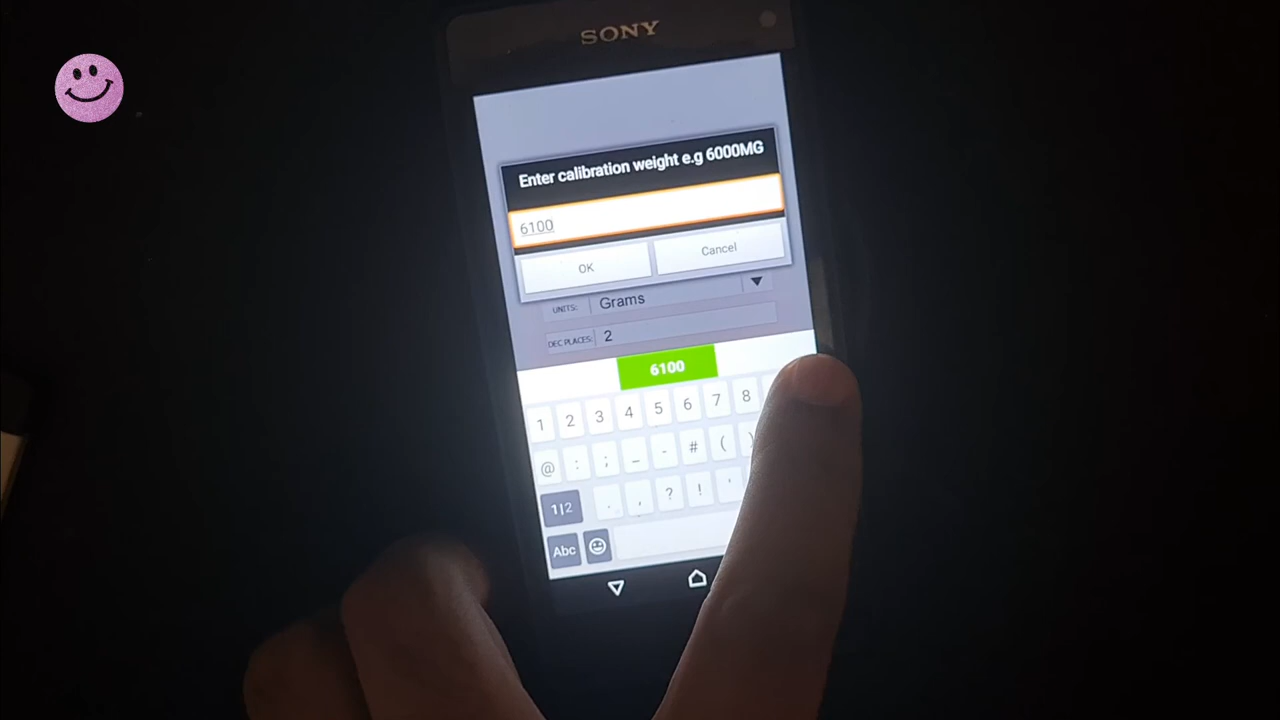 SONY
Enter calibration weight e.g 6000MG
6100
OK Cancel
UNITS: Grams
DEC PLACES: 2
6100
1 2 3 4 5 6 7 8
@ : ; _ - # ( )
1|2 . , ? ! '
Abc